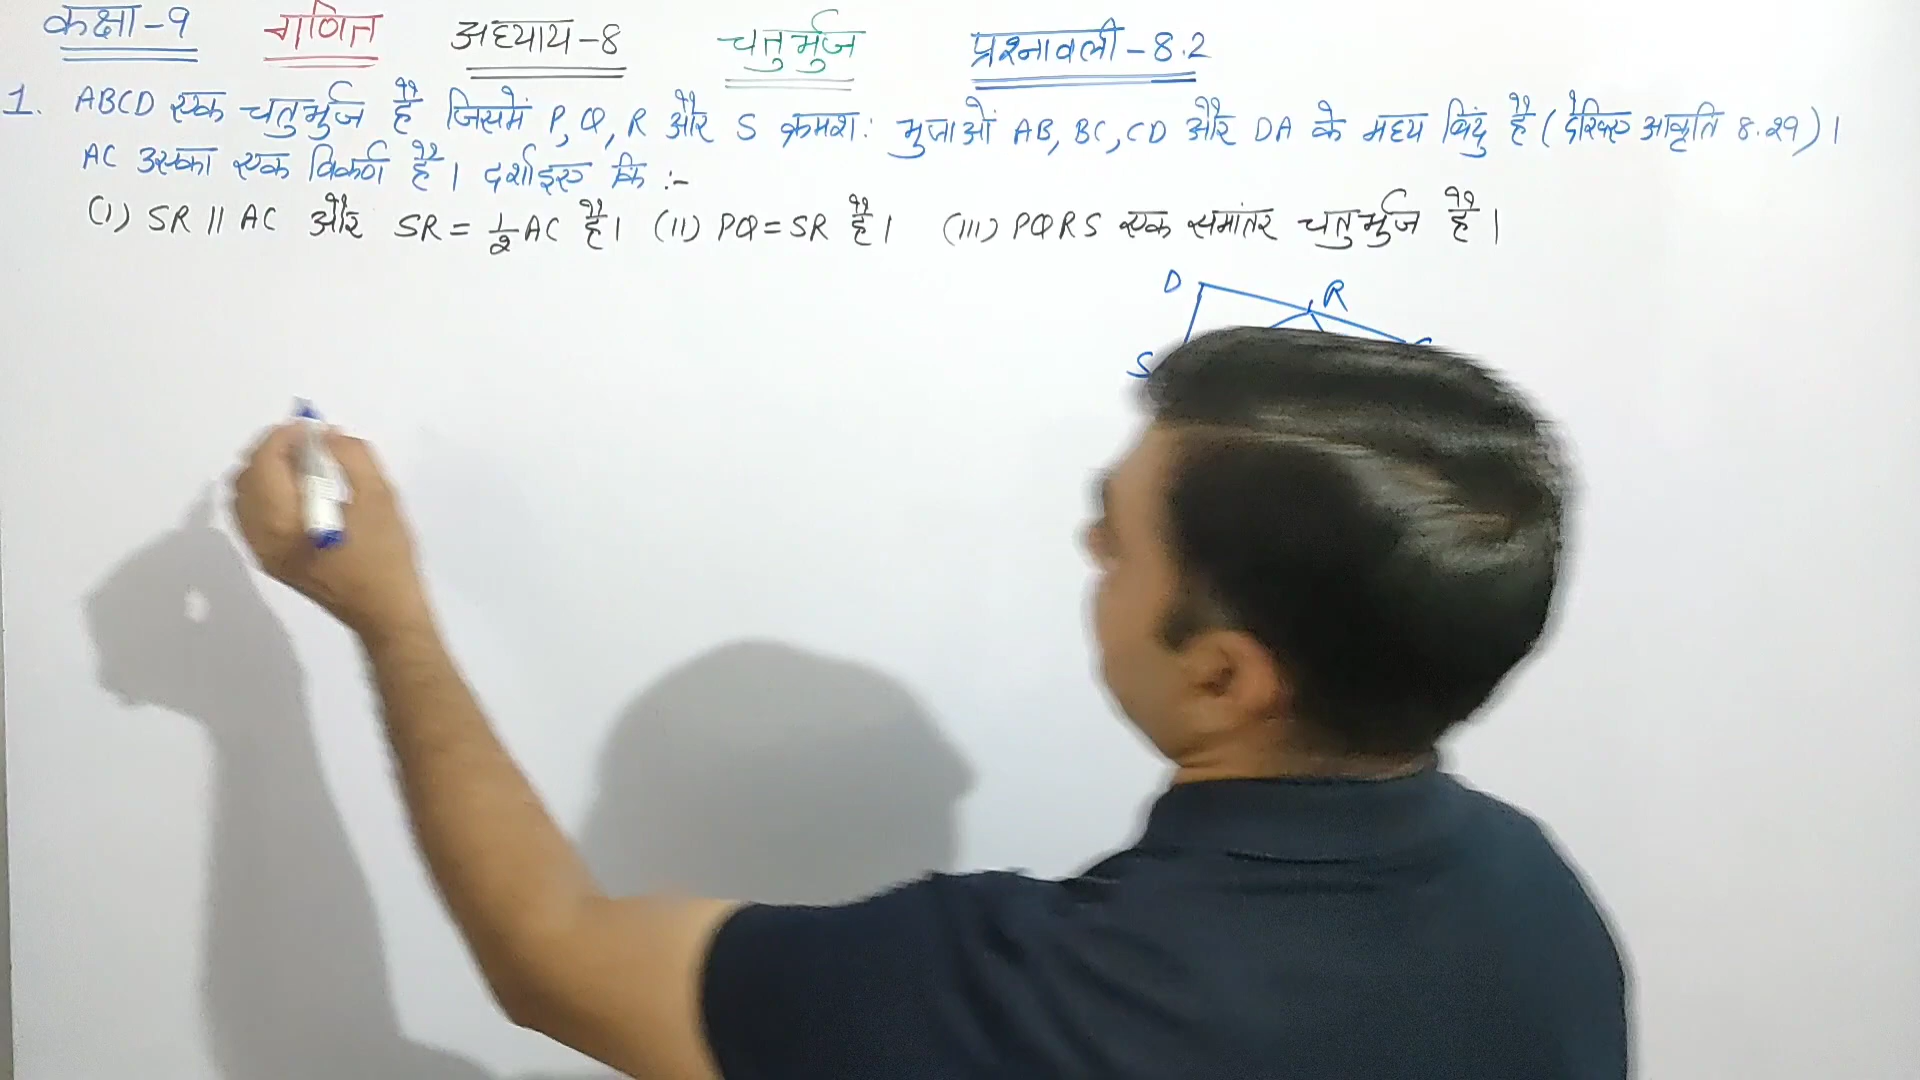 कक्षा-9 गणित अध्याय-8 चतुर्भुज प्रश्नावली-8.2
1. ABCD एक चतुर्भुज है जिसमें P, Q, R और S क्रमश: भुजाओं AB, BC, CD और DA के मध्य बिंदु है (देखिए आकृति 8.29)।
AC उसका एक विकर्ण है। दर्शाइए कि :-
(i) SR || AC और SR = 1/2 AC है। (ii) PQ = SR है। (iii) PQRS एक समांतर चतुर्भुज है।
D R
S